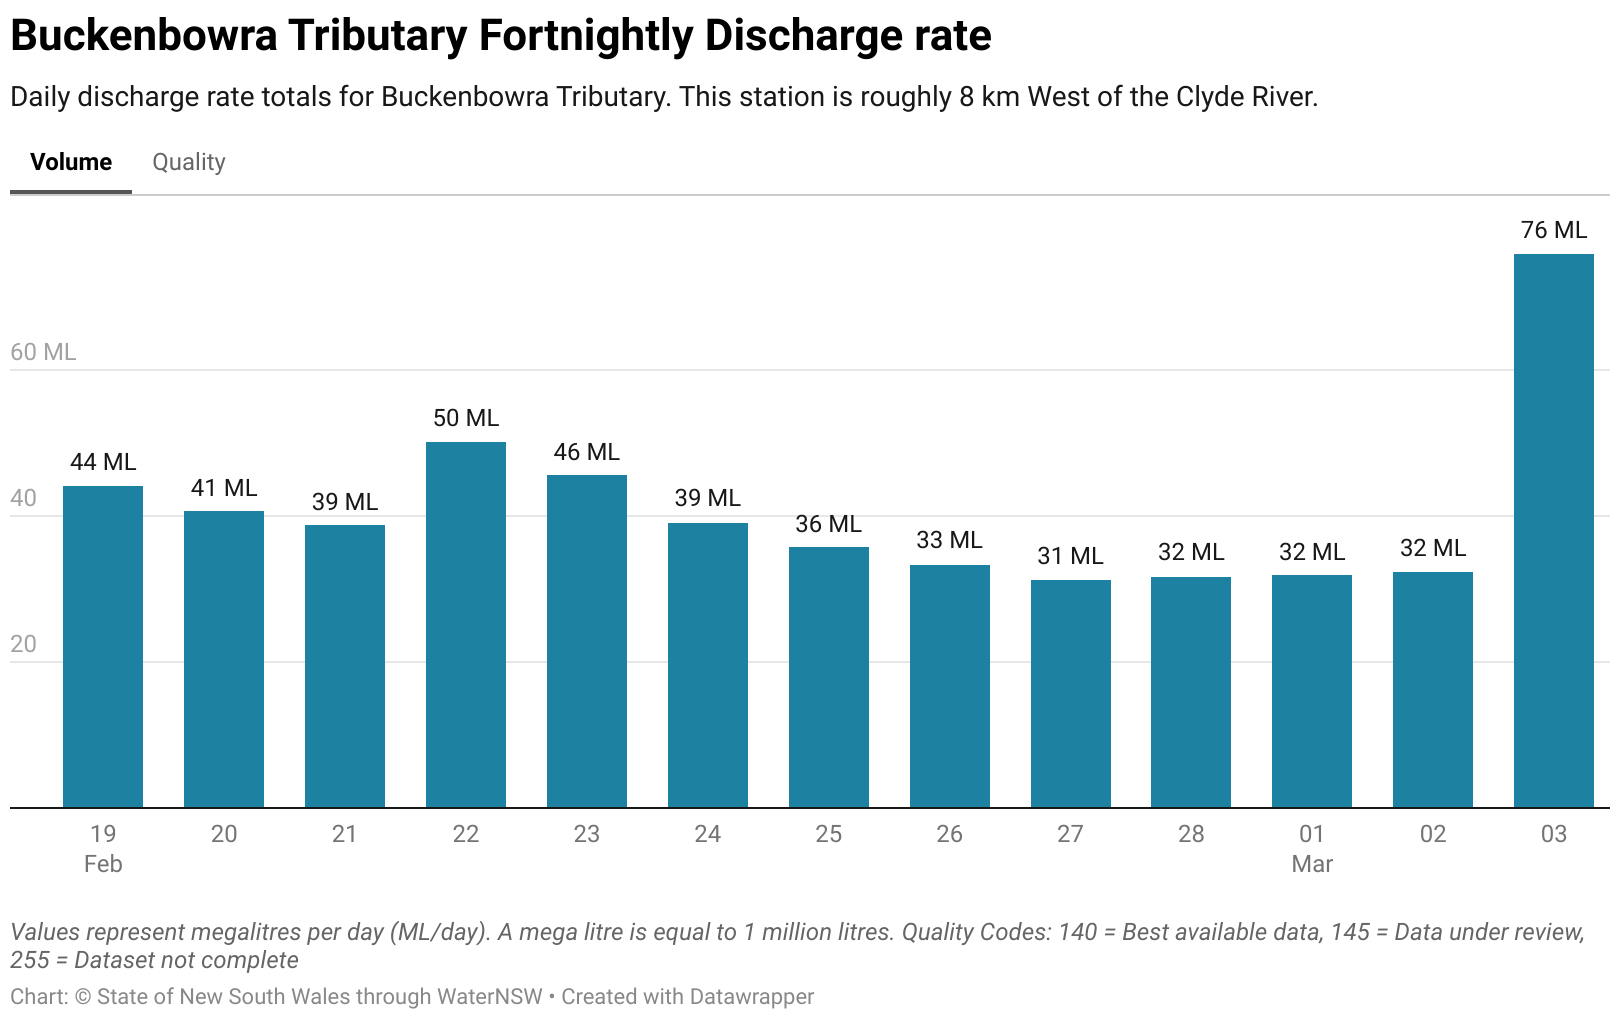 Buckenbowra Tributary Fortnightly Discharge rate
Daily discharge rate totals for Buckenbowra Tributary. This station is roughly 8 km West of the Clyde River.
Volume Quality
76 ML
60 ML
50 ML
46 ML
44 ML
41 ML
39 ML
39 ML
40
36 ML
33 ML
31 ML
32 ML
32 ML
32 ML
20
19 20 21 22 23 24 25 26 27 28 01 02 03
Feb Mar
Values represent megalitres per day (ML/day). A mega litre is equal to 1 million litres. Quality Codes: 140 = Best available data, 145 = Data under review,
255 = Dataset not complete
Chart: © State of New South Wales through WaterNSW • Created with Datawrapper